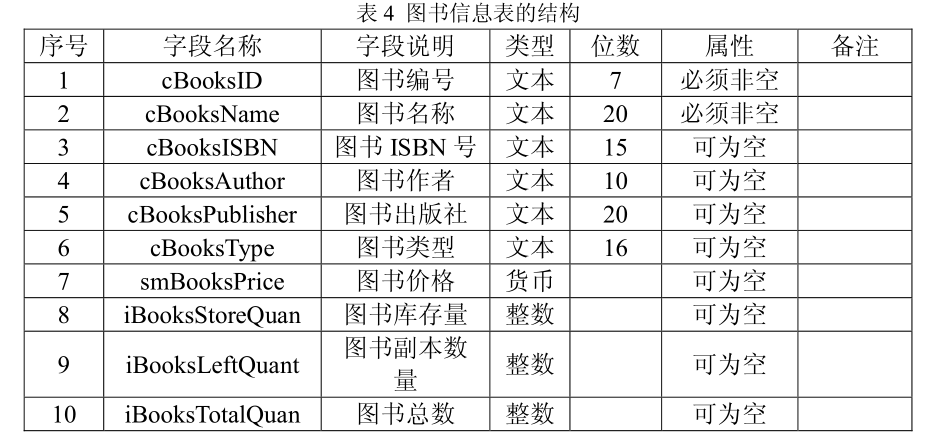 表 4 图书信息表的结构
序号 字段名称 字段说明 类型 位数 属性 备注
1 cBooksID 图书编号 文本 7 必须非空
2 cBooksName 图书名称 文本 20 必须非空
3 cBooksISBN 图书 ISBN 号 文本 15 可为空
4 cBooksAuthor 图书作者 文本 10 可为空
5 cBooksPublisher 图书出版社 文本 20 可为空
6 cBooksType 图书类型 文本 16 可为空
7 smBooksPrice 图书价格 货币 可为空
8 iBooksStoreQuan 图书库存量 整数 可为空
9 iBooksLeftQuant 图书副本数
量 整数 可为空
10 iBooksTotalQuan 图书总数 整数 可为空